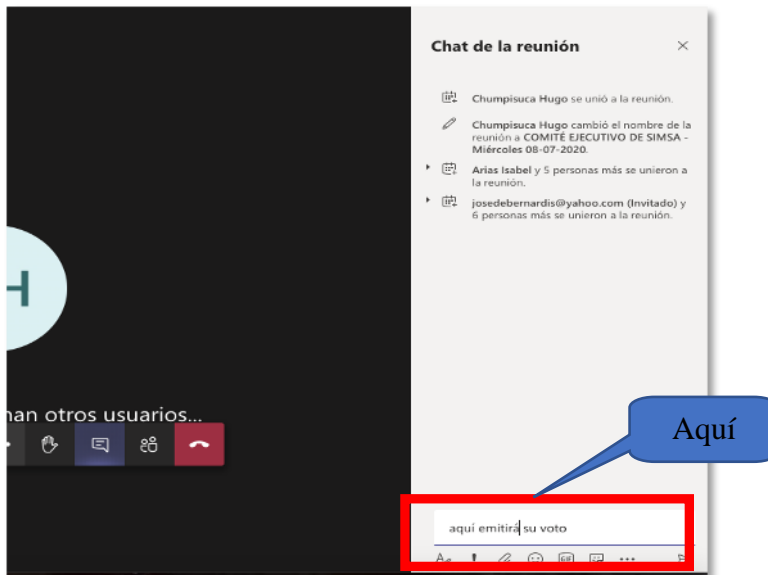 Chat de la reunión
Chumpisuca Hugo se unió a la reunión.
Chumpisuca Hugo cambió el nombre de la
reunión a COMITÉ EJECUTIVO DE SIMSA -
Miércoles 08-07-2020.
Arias Isabel y 5 personas más se unieron a
la reunión.
josedebernardis@yahoo.com (Invitado) y
6 personas más se unieron a la reunión.
H
nan otros usuarios...
Aquí
aquí emitirá su voto
GIF